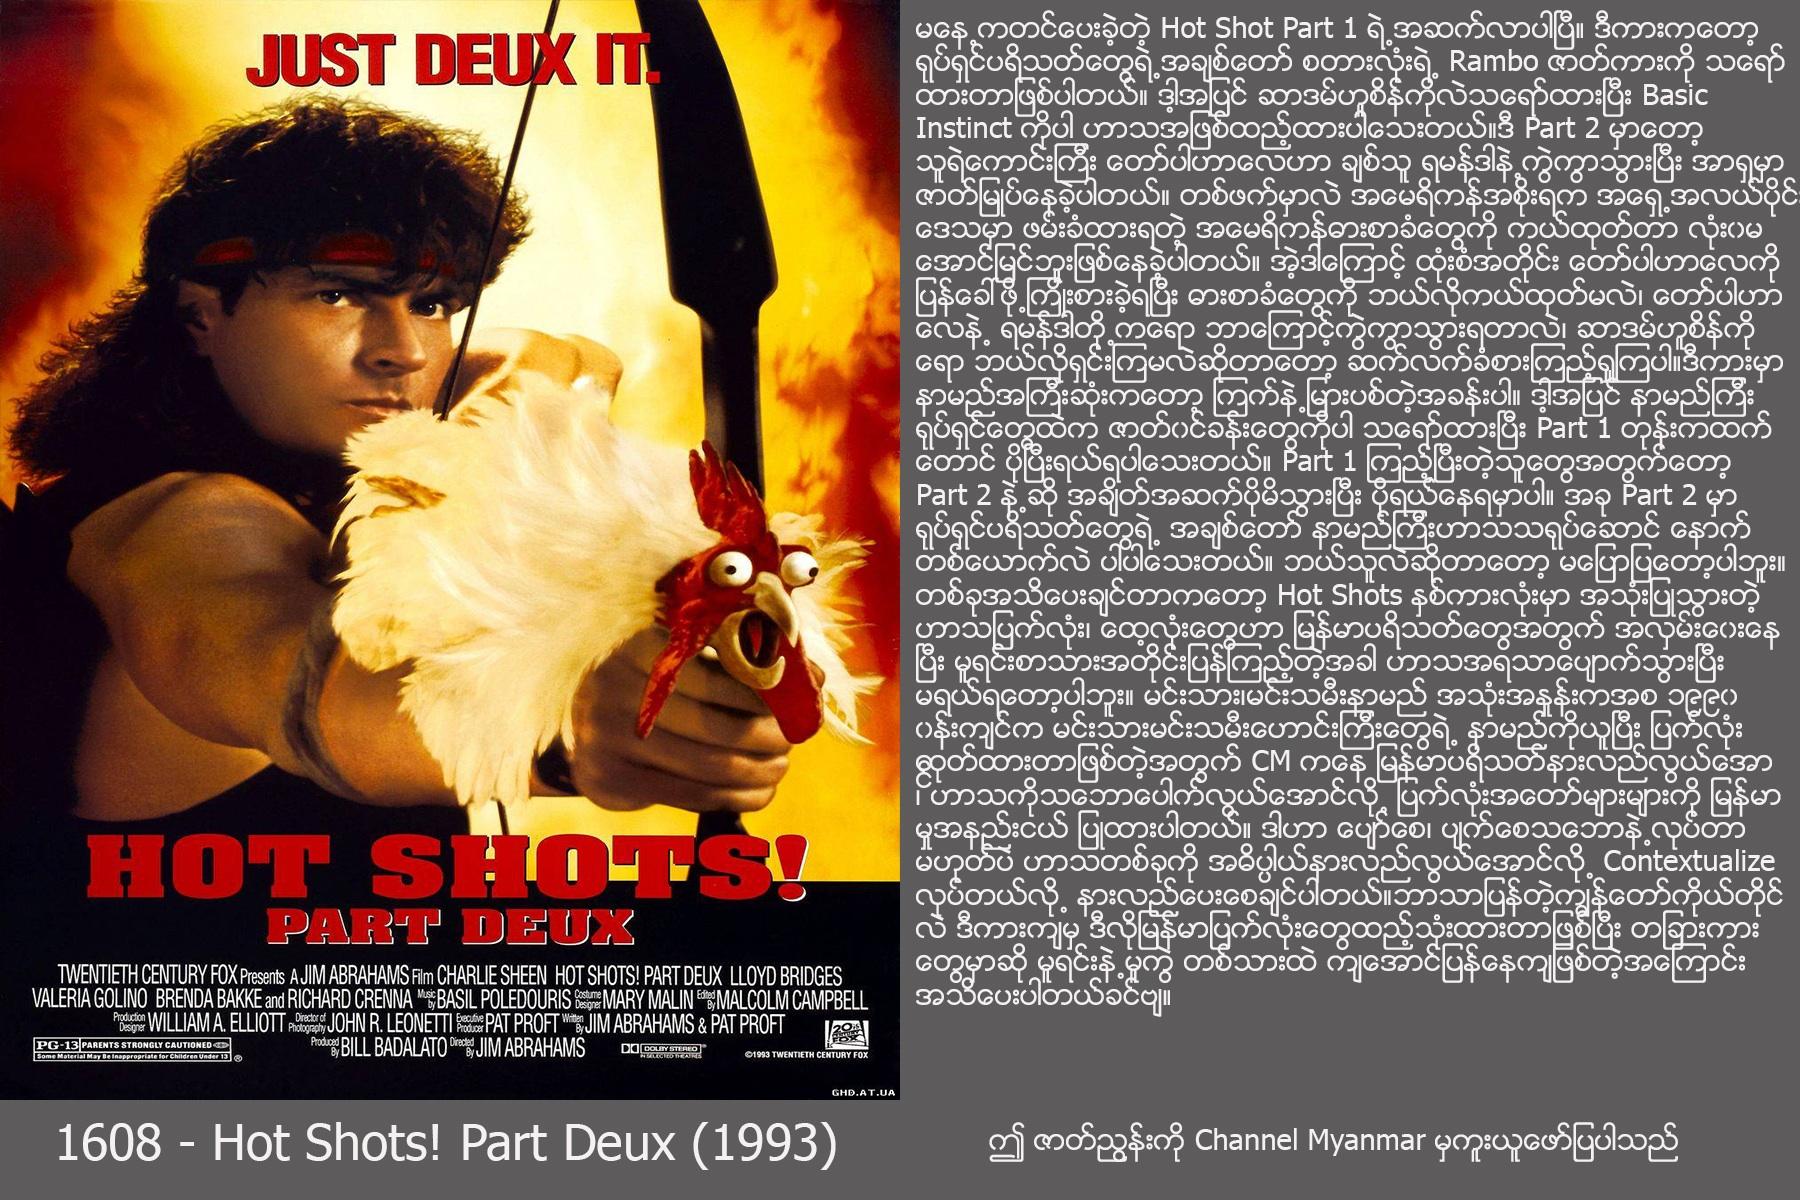 JUST DEUX IT.
HOT SHOTS!
PART DEUX
TWENTIETH CENTURY FOX Presents A JIM ABRAHAMS Film CHARLIE SHEEN HOT SHOTS! PART DEUX LLOYD BRIDGES
VALERIA GOLINO BRENDA BAKKE and RICHARD CRENNA Music by BASIL POLEDOURIS Costume Designer MARY MALIN Edited By MALCOLM CAMPBELL
Production Designer WILLIAM A. ELLIOTT Director of Photography JOHN R. LEONETTI Executive Producer PAT PROFT Written By JIM ABRAHAMS & PAT PROFT
Produced By BILL BADALATO Directed By JIM ABRAHAMS
PG-13 PARENTS STRONGLY CAUTIONED
Some Material May Be Inappropriate for Children Under 13 ®
DOLBY STEREO
IN SELECTED THEATRES
20th CENTURY FOX
©1993 TWENTIETH CENTURY FOX
GHD.AT.UA
1608 - Hot Shots! Part Deux (1993)
မနေ့ကတင်ပေးခဲ့တဲ့ Hot Shot Part 1 ရဲ့အဆက်လာပါပြီ။ ဒီကားကတော့
ရုပ်ရှင်ပရိသတ်တွေရဲ့အချစ်တော် စတားလုံးရဲ့ Rambo ဇာတ်ကားကို သရော်
ထားတာဖြစ်ပါတယ်။ ဒါ့အပြင် ဆာဒမ်ဟူစိန်ကိုလဲသရော်ထားပြီး Basic
Instinct ကိုပါ ဟာသအဖြစ်ထည့်ထားပါသေးတယ်။ဒီ Part 2 မှာတော့
သူရဲကောင်းကြီး တော်ပါဟာလေဟာ ချစ်သူ ရမန်ဒါနဲ့ကွဲကွာသွားပြီး အာရှမှာ
ဇာတ်မြုပ်နေခဲ့ပါတယ်။ တစ်ဖက်မှာလဲ အမေရိကန်အစိုးရက အရှေ့အလယ်ပိုင်း
ဒေသမှာ ဖမ်းခံထားရတဲ့ အမေရိကန်ဓားစာခံတွေကို ကယ်ထုတ်တာ လုံးဝမ
အောင်မြင်ဘူးဖြစ်နေခဲ့ပါတယ်။ အဲ့ဒါကြောင့် ထုံးစံအတိုင်း တော်ပါဟာလေကို
ပြန်ခေါ်ဖို့ကြိုးစားခဲ့ရပြီး ဓားစာခံတွေကို ဘယ်လိုကယ်ထုတ်မလဲ၊ တော်ပါဟာ
လေနဲ့ ရမန်ဒါတို့ကရော ဘာကြောင့်ကွဲကွာသွားရတာလဲ၊ ဆာဒမ်ဟူစိန်ကို
ရော ဘယ်လိုရှင်းကြမလဲဆိုတာတော့ ဆက်လက်ခံစားကြည့်ရှုကြပါ။ဒီကားမှာ
နာမည်အကြီးဆုံးကတော့ ကြက်နဲ့မြားပစ်တဲ့အခန်းပါ။ ဒါ့အပြင် နာမည်ကြီး
ရုပ်ရှင်တွေထဲက ဇာတ်ဝင်ခန်းတွေကိုပါ သရော်ထားပြီး Part 1 တုန်းကထက်
တောင် ပိုပြီးရယ်ရပါသေးတယ်။ Part 1 ကြည့်ပြီးတဲ့သူတွေအတွက်တော့
Part 2 နဲ့ဆို အချိတ်အဆက်ပိုမိသွားပြီး ပိုရယ်နေရမှာပါ။ အခု Part 2 မှာ
ရုပ်ရှင်ပရိသတ်တွေရဲ့ အချစ်တော် နာမည်ကြီးဟာသသရုပ်ဆောင် နောက်
တစ်ယောက်လဲ ပါပါသေးတယ်။ ဘယ်သူလဲဆိုတာတော့ မပြောပြတော့ပါဘူး။
တစ်ခုအသိပေးချင်တာကတော့ Hot Shots နှစ်ကားလုံးမှာ အသုံးပြုသွားတဲ့
ဟာသပြက်လုံး၊ ထေ့လုံးတွေဟာ မြန်မာပရိသတ်တွေအတွက် အလှမ်းဝေးနေ
ပြီး မူရင်းစာသားအတိုင်းပြန်ကြည့်တဲ့အခါ ဟာသအရသာပျောက်သွားပြီး
မရယ်ရတော့ပါဘူး။ မင်းသား၊မင်းသမီးနာမည် အသုံးအနှုန်းကအစ ၁၉၉၀
ဝန်းကျင်က မင်းသားမင်းသမီးဟောင်းကြီးတွေရဲ့ နာမည်ကိုယူပြီး ပြက်လုံး
ထုတ်ထားတာဖြစ်တဲ့အတွက် CM ကနေ မြန်မာပရိသတ်နားလည်လွယ်အောင်
၊ ဟာသကိုသဘောပေါက်လွယ်အောင်လို့ ပြက်လုံးအတော်များများကို မြန်မာ
မှုအနည်းငယ် ပြုထားပါတယ်။ ဒါဟာ ပျော်စေ၊ ပျက်စေသဘောနဲ့လုပ်တာ
မဟုတ်ပဲ ဟာသတစ်ခုကို အဓိပ္ပါယ်နားလည်လွယ်အောင်လို့ Contextualize
လုပ်တယ်လို့ နားလည်ပေးစေချင်ပါတယ်။ဘာသာပြန်တဲ့ကျွန်တော်ကိုယ်တိုင်
လဲ ဒီကားကျမှ ဒီလိုမြန်မာပြက်လုံးတွေထည့်သုံးထားတာဖြစ်ပြီး တခြားကား
တွေမှာဆို မူရင်းနဲ့မှုကွဲ တစ်သားထဲ ကျအောင်ပြန်နေကျဖြစ်တဲ့အကြောင်း
အသိပေးပါတယ်ခင်ဗျ။
ဤ ဇာတ်ညွှန်းကို Channel Myanmar မှကူးယူဖော်ပြပါသည်